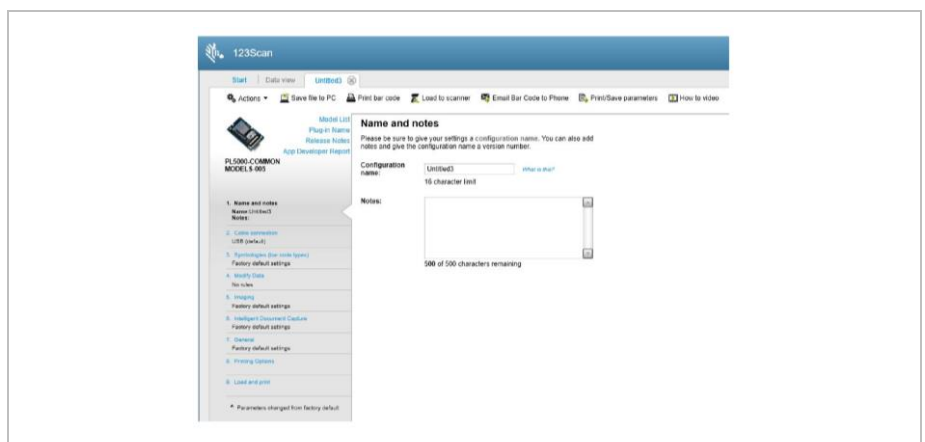 123Scan
Start Data view Untitled3
Actions Save file to PC Print bar code Load to scanner Email Bar Code to Phone Print/Save parameters How to video
Model List
Plug-in Name
Release Notes
App Developer Report
PL5000-COMMON
MODELS-005
Name and notes
Please be sure to give your settings a configuration name. You can also add
notes and give the configuration name a version number.
Configuration
name:
Untitled3
What is this?
16 character limit
Notes:
500 of 500 characters remaining
1. Name and notes
Name:Untitled3
Notes:
2. Cable connection
USB (default)
3. Symbologies (bar code types)
Factory default settings
4. Modify Data
No rules
5. Imaging
Factory default settings
6. Intelligent Document Capture
Factory default settings
7. General
Factory default settings
8. Printing Options
9. Load and print
* Parameters changed from factory default